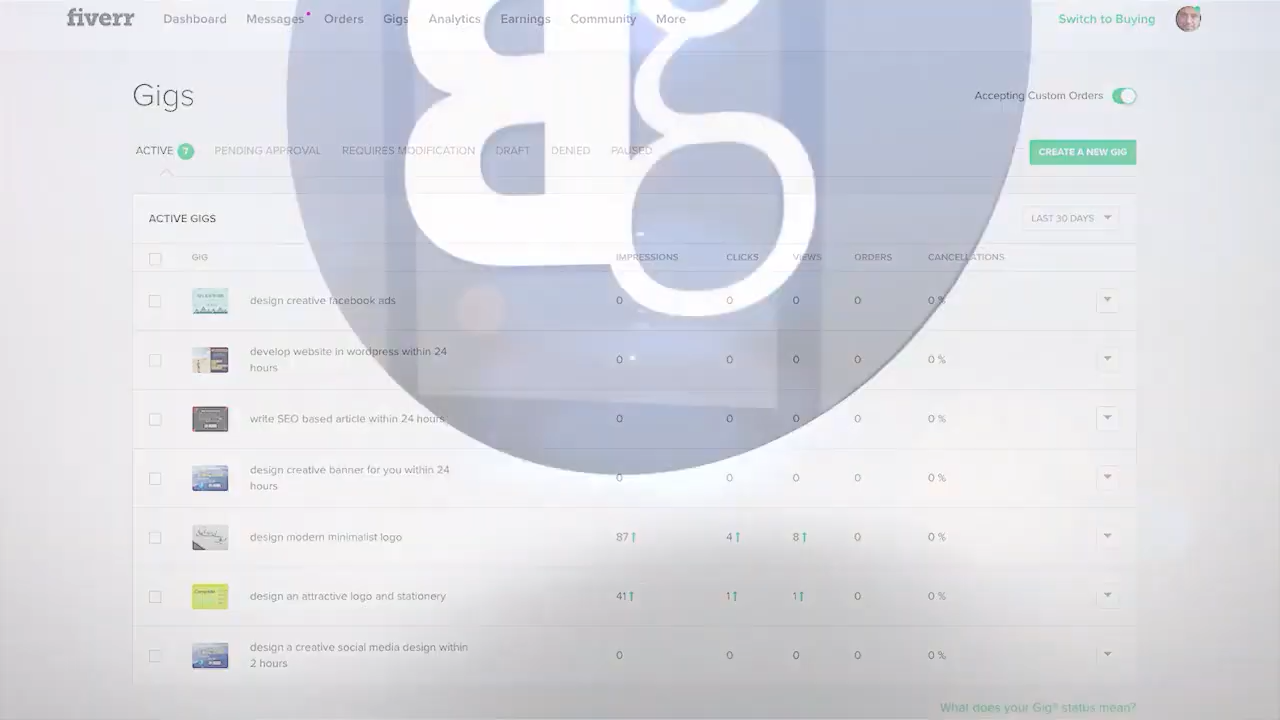 fiverr Dashboard Messages Orders Gigs Analytics Earnings Community More Switch to Buying
Gigs
Accepting Custom Orders
ACTIVE 7 PENDING APPROVAL REQUIRES MODIFICATION DRAFT DENIED PAUSED
CREATE A NEW GIG
ACTIVE GIGS
LAST 30 DAYS
GIG IMPRESSIONS CLICKS VIEWS ORDERS CANCELLATIONS
design creative facebook ads 0 0 0 0 0 %
develop website in wordpress within 24
hours
0 0 0 0 0 %
write SEO based article within 24 hours 0 0 0 0 0 %
design creative banner for you within 24
hours
0 0 0 0 0 %
design modern minimalist logo 87 4 8 0 0 %
design an attractive logo and stationery 41 1 1 0 0 %
design a creative social media design within
2 hours
0 0 0 0 0 %
What does your Gig® status mean?